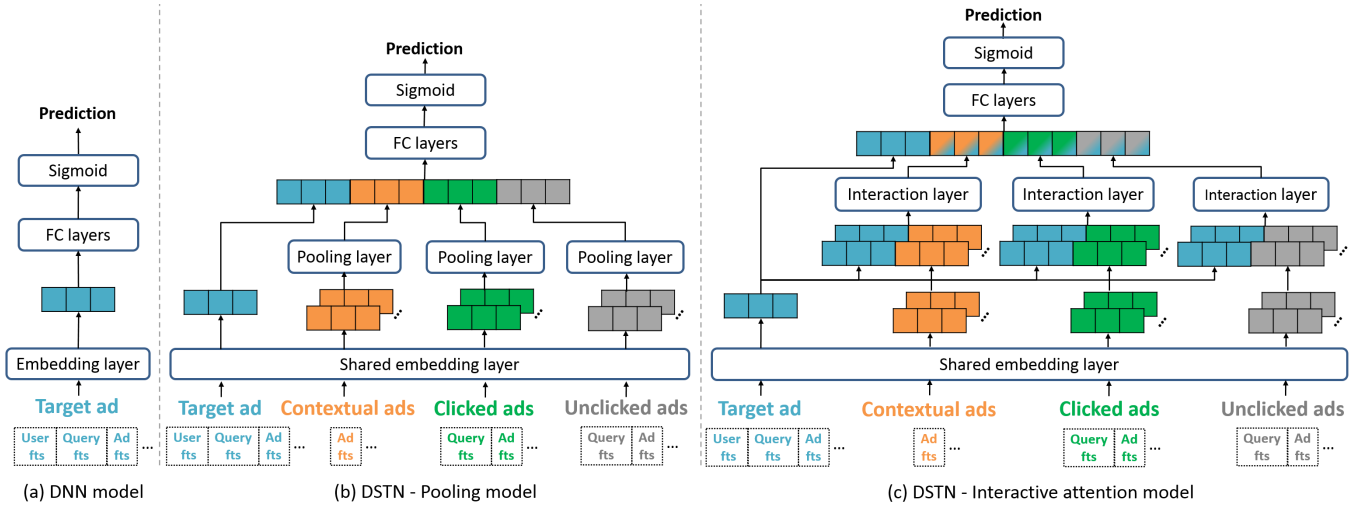 Prediction
Sigmoid
FC layers
Embedding layer
Target ad
User fts
Query fts
Ad fts
...
(a) DNN model
Prediction
Sigmoid
FC layers
Pooling layer
Pooling layer
Pooling layer
Shared embedding layer
Target ad
Contextual ads
Clicked ads
Unclicked ads
User fts
Query fts
Ad fts
...
Ad fts
...
Query fts
Ad fts
...
Query fts
Ad fts
...
(b) DSTN - Pooling model
Prediction
Sigmoid
FC layers
Interaction layer
Interaction layer
Interaction layer
Shared embedding layer
Target ad
Contextual ads
Clicked ads
Unclicked ads
User fts
Query fts
Ad fts
...
Ad fts
...
Query fts
Ad fts
...
Query fts
Ad fts
...
(c) DSTN - Interactive attention model